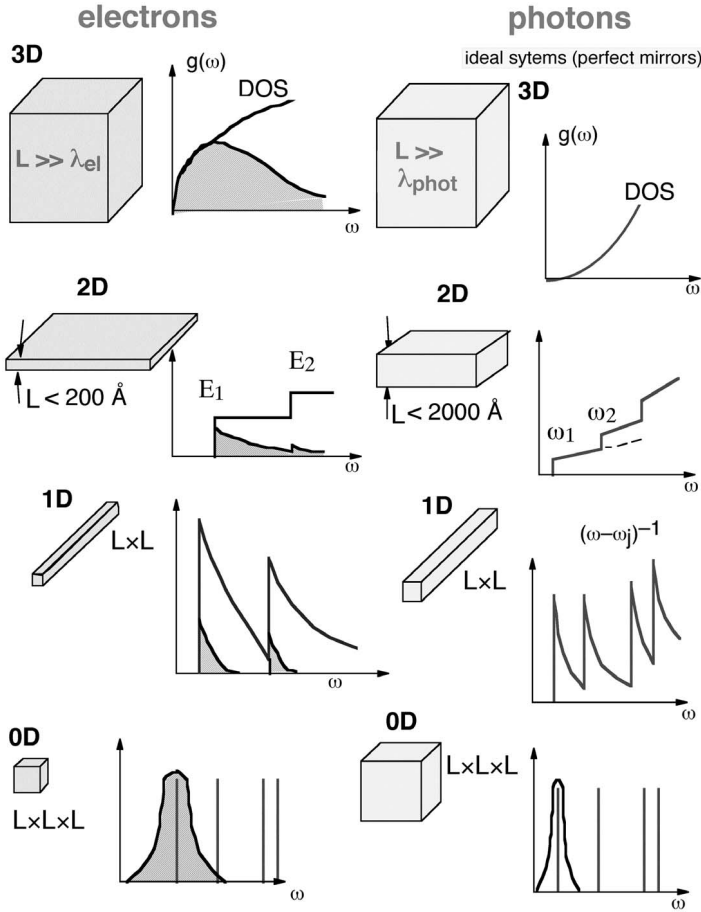 electrons
photons
ideal sytems (perfect mirrors)
3D
L >> λel
g(ω)
DOS
ω
3D
L >>
λphot
g(ω)
DOS
ω
2D
L < 200 Å
E1
E2
ω
2D
L < 2000 Å
ω1
ω2
ω
1D
L×L
ω
1D
L×L
(ω−ωj)−1
ω
0D
L×L×L
ω
0D
L×L×L
ω